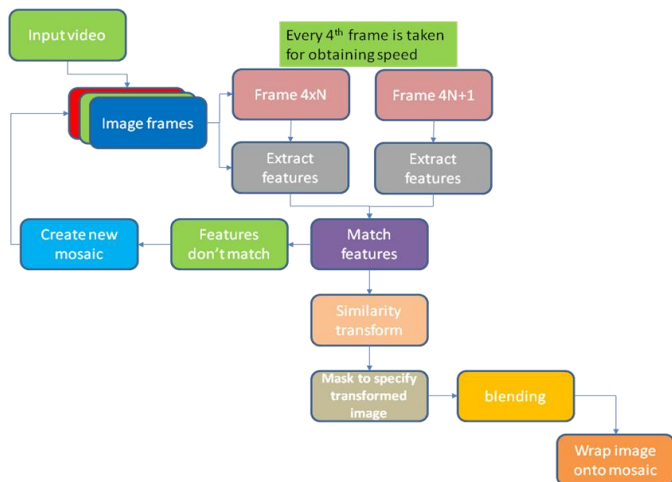 Input video
Every 4th frame is taken
for obtaining speed
Image frames
Frame 4xN
Frame 4N+1
Extract
features
Extract
features
Create new
mosaic
Features
don't match
Match
features
Similarity
transform
Mask to specify
transformed
image
blending
Wrap image
onto mosaic